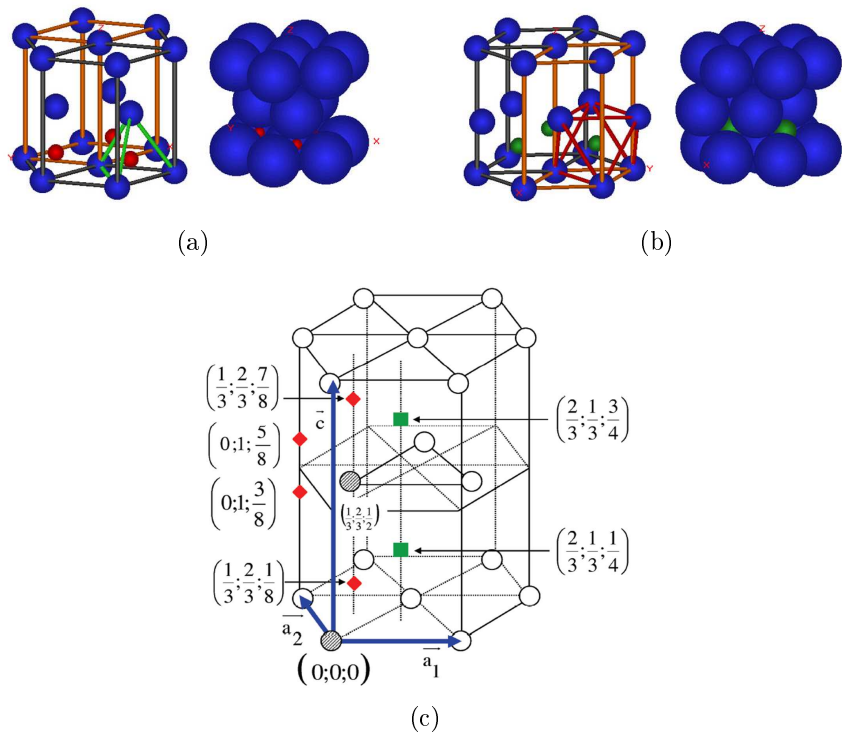 Z
Y
X
Z
Y
X
Z
X
Y
Z
X
(a)
(b)
(1/3;2/3;7/8)
c
(2/3;1/3;3/4)
(0;1;5/8)
(0;1;3/8)
(1/3;2/3;1/2)
(2/3;1/3;1/4)
(1/3;2/3;1/8)
a2
a1
(0;0;0)
(c)